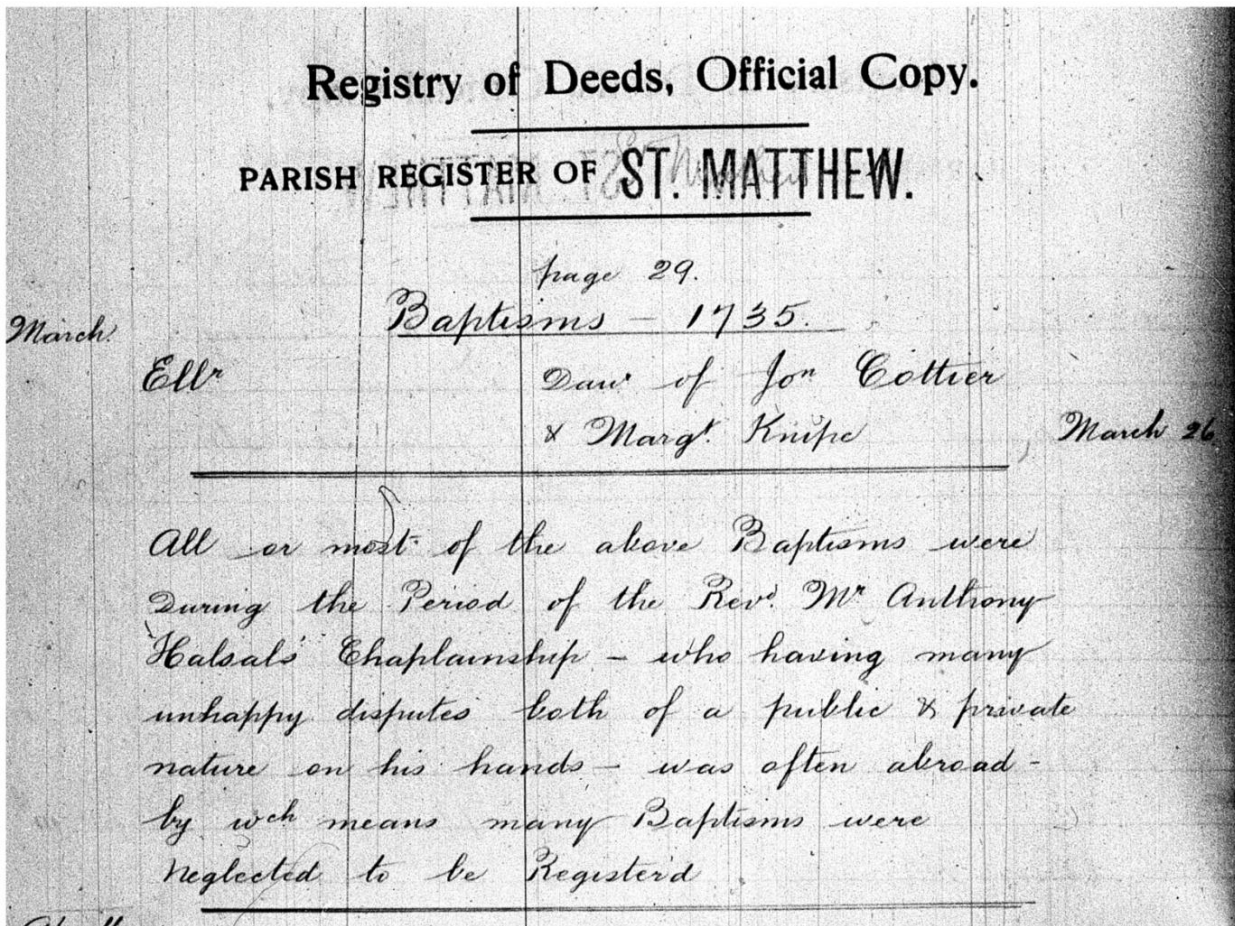 Registry of Deeds, Official Copy.
PARISH REGISTER OF ST. MATTHEW.
page 29.
Baptisms – 1735.
March.
Ellr Daur of Jon Cottier
& Margt. Knipe March 26
All or most of the above Baptisms were
During the Period of the Revd. Mr Anthony
Halsals Chaplainship – who having many
unhappy disputes both of a public & private
nature on his hands – was often abroad –
by wch means many Baptisms were
Neglected to be Register'd